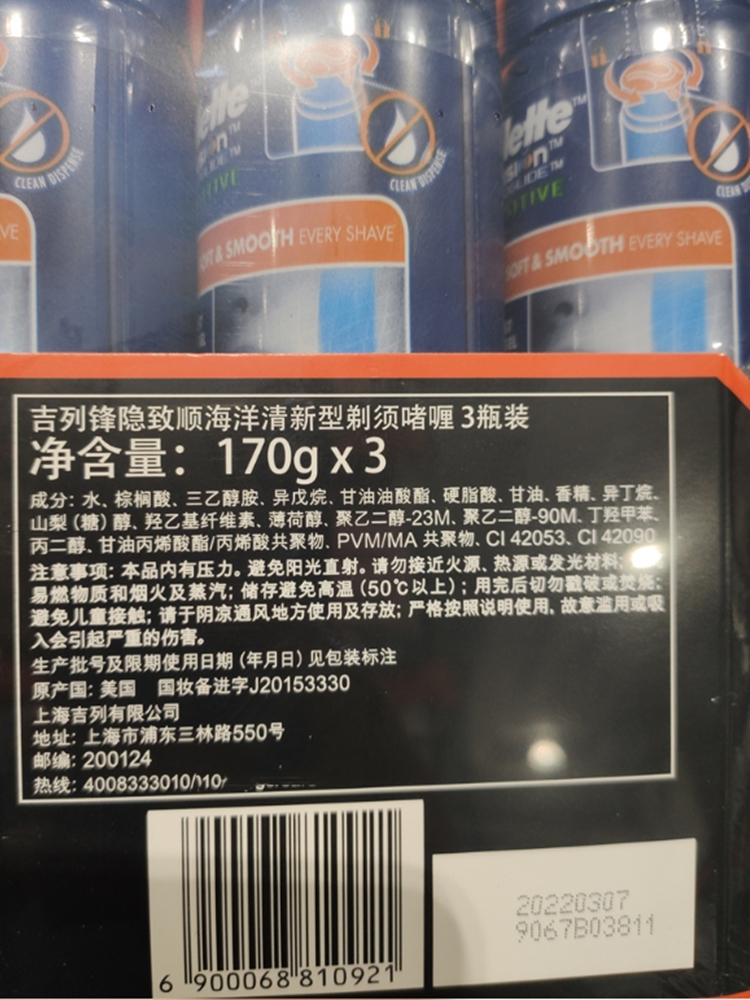 CLEAN DISPENSE
CLEAN DISPENSE
CLEAN
VE
SOFT & SMOOTH EVERY SHAVE
SOFT & SMOOTH EVERY SHAVE
吉列锋隐致顺海洋清新型剃须啫喱 3瓶装
净含量：170g x 3
成分: 水、棕榈酸、三乙醇胺、异戊烷、甘油油酸酯、硬脂酸、甘油、香精、异丁烷、
山梨（糖）醇、羟乙基纤维素、薄荷醇、聚乙二醇-23M、聚乙二醇-90M、丁羟甲苯、
丙二醇、甘油丙烯酸酯/丙烯酸共聚物、PVM/MA 共聚物、CI 42053、CI 42090
注意事项: 本品内有压力。避免阳光直射。请勿接近火源、热源或发光材料;
易燃物质和烟火及蒸汽; 储存避免高温（50℃以上）; 用完后切勿戳破或焚烧;
避免儿童接触; 请于阴凉通风地方使用及存放; 严格按照说明使用、故意滥用或吸
入会引起严重的伤害。
生产批号及限期使用日期（年月日）见包装标注
原产国: 美国 国妆备进字J20153330
上海吉列有限公司
地址: 上海市浦东三林路550号
邮编: 200124
热线: 4008333010/110
6 900068 810921
20220307
9067B03811